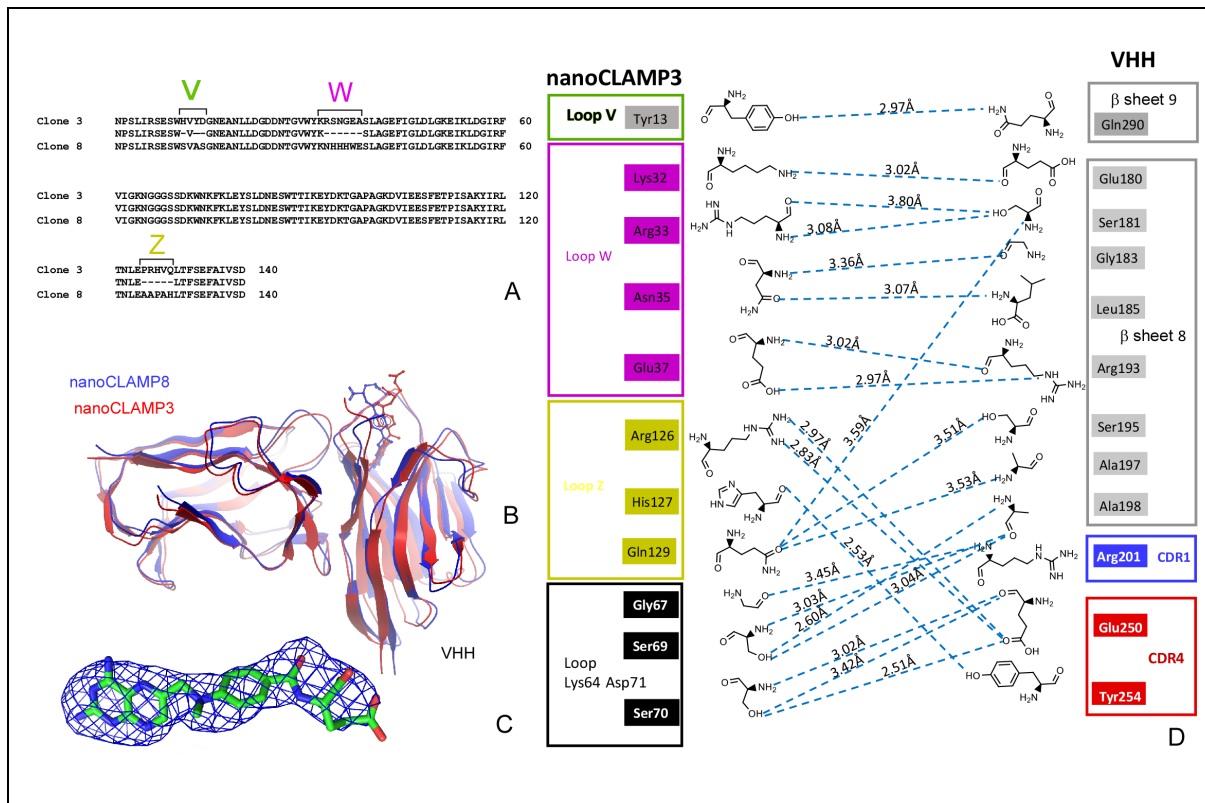 V W
Clone 3 NPSLIRSESWHVTDGNEANLLDGDDNTGVWYKRSNGEASLAGEFIGLDLGKEIKLDGIRF 60
NPSLIRSESW-V--GNEANLLDGDDNTGVWYK------SLAGEFIGLDLGKEIKLDGIRF
Clone 8 NPSLIRSESWSVASGNEANLLDGDDNTGVWYKNHHHWESLAGEFIGLDLGKEIKLDGIRF 60
Clone 3 VIGKNGGGSSDKWNKFKLEYSLDNESWTTIKEYDKTGAPAGKDVIEESFETPISAKYIRL 120
VIGKNGGGSSDKWNKFKLEYSLDNESWTTIKEYDKTGAPAGKDVIEESFETPISAKYIRL
Clone 8 VIGKNGGGSSDKWNKFKLEYSLDNESWTTIKEYDKTGAPAGKDVIEESFETPISAKYIRL 120
Z
Clone 3 TNLEPRHVQLTFSEFAIVSD 140
TNLE-----LTFSEFAIVSD
Clone 8 TNLEAAPAHLTFSEFAIVSD 140
A
nanoCLAMP8
nanoCLAMP3
B
VHH
C
nanoCLAMP3
VHH
Loop V
Tyr13
Loop W
Lys32
Arg33
Asn35
Glu37
Loop Z
Arg126
His127
Gln129
Loop
Lys64 Asp71
Gly67
Ser69
Ser70
2.97Å
3.02Å
3.80Å
3.08Å
3.36Å
3.07Å
3.02Å
2.97Å
3.59Å
3.51Å
2.97Å
2.83Å
3.53Å
2.53Å
3.45Å
3.04Å
3.03Å
2.60Å
3.02Å
3.42Å
2.51Å
β sheet 9
Gln290
Glu180
Ser181
Gly183
Leu185
β sheet 8
Arg193
Ser195
Ala197
Ala198
Arg201 CDR1
Glu250
CDR4
Tyr254
D